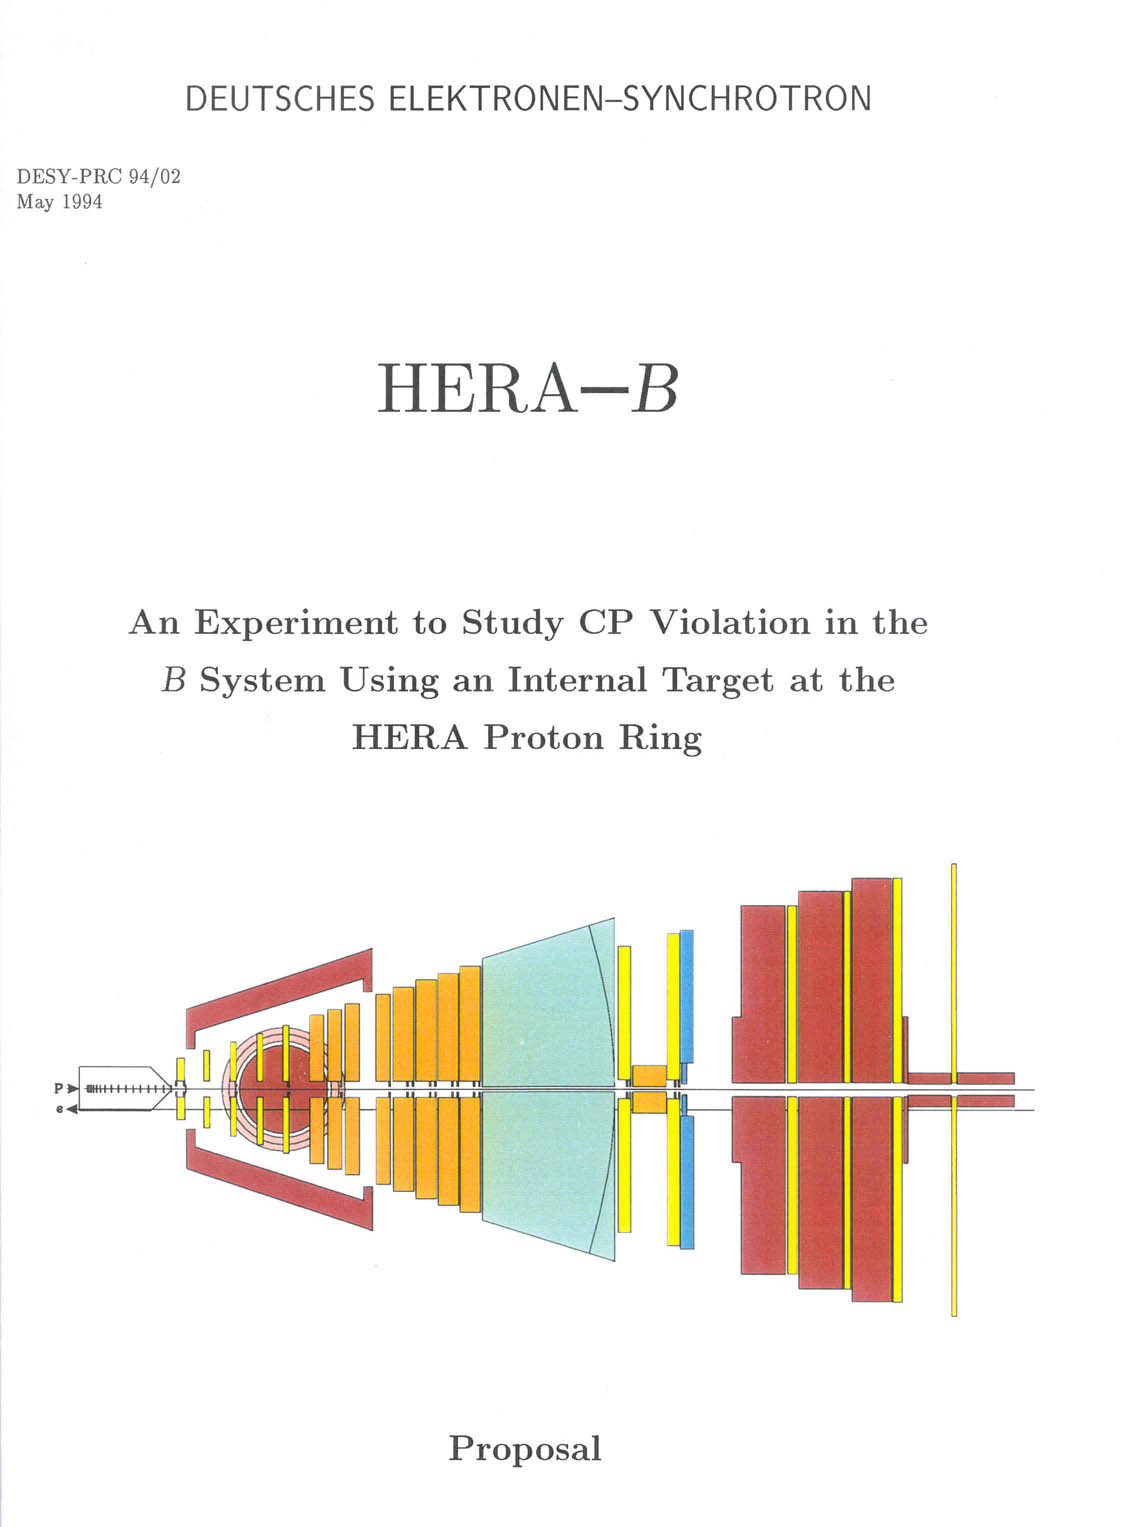 DEUTSCHES ELEKTRONEN–SYNCHROTRON
DESY-PRC 94/02
May 1994
HERA–B
An Experiment to Study CP Violation in the
B System Using an Internal Target at the
HERA Proton Ring
P
e
Proposal